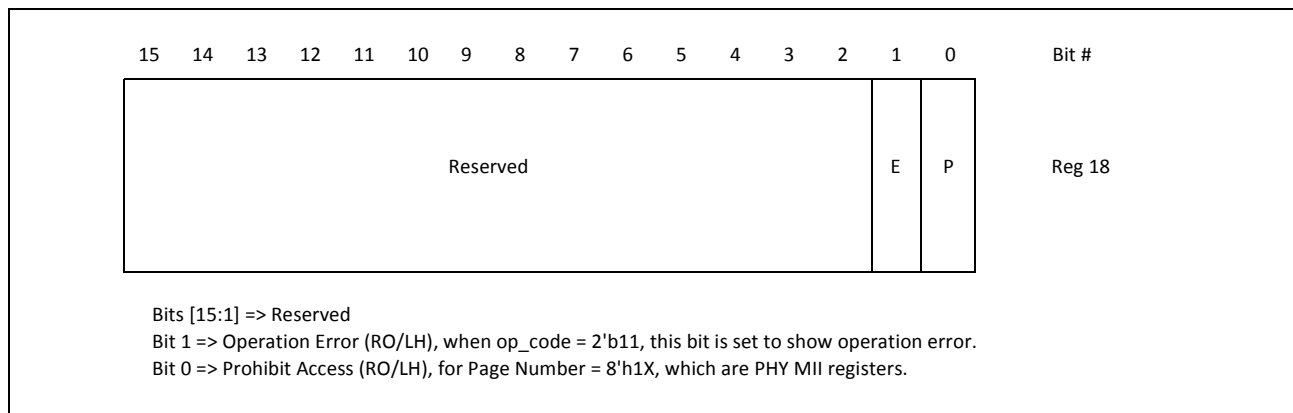 15 14 13 12 11 10 9 8 7 6 5 4 3 2 1 0 Bit #
Reserved E P Reg 18
Bits [15:1] => Reserved
Bit 1 => Operation Error (RO/LH), when op_code = 2'b11, this bit is set to show operation error.
Bit 0 => Prohibit Access (RO/LH), for Page Number = 8'h1X, which are PHY MII registers.